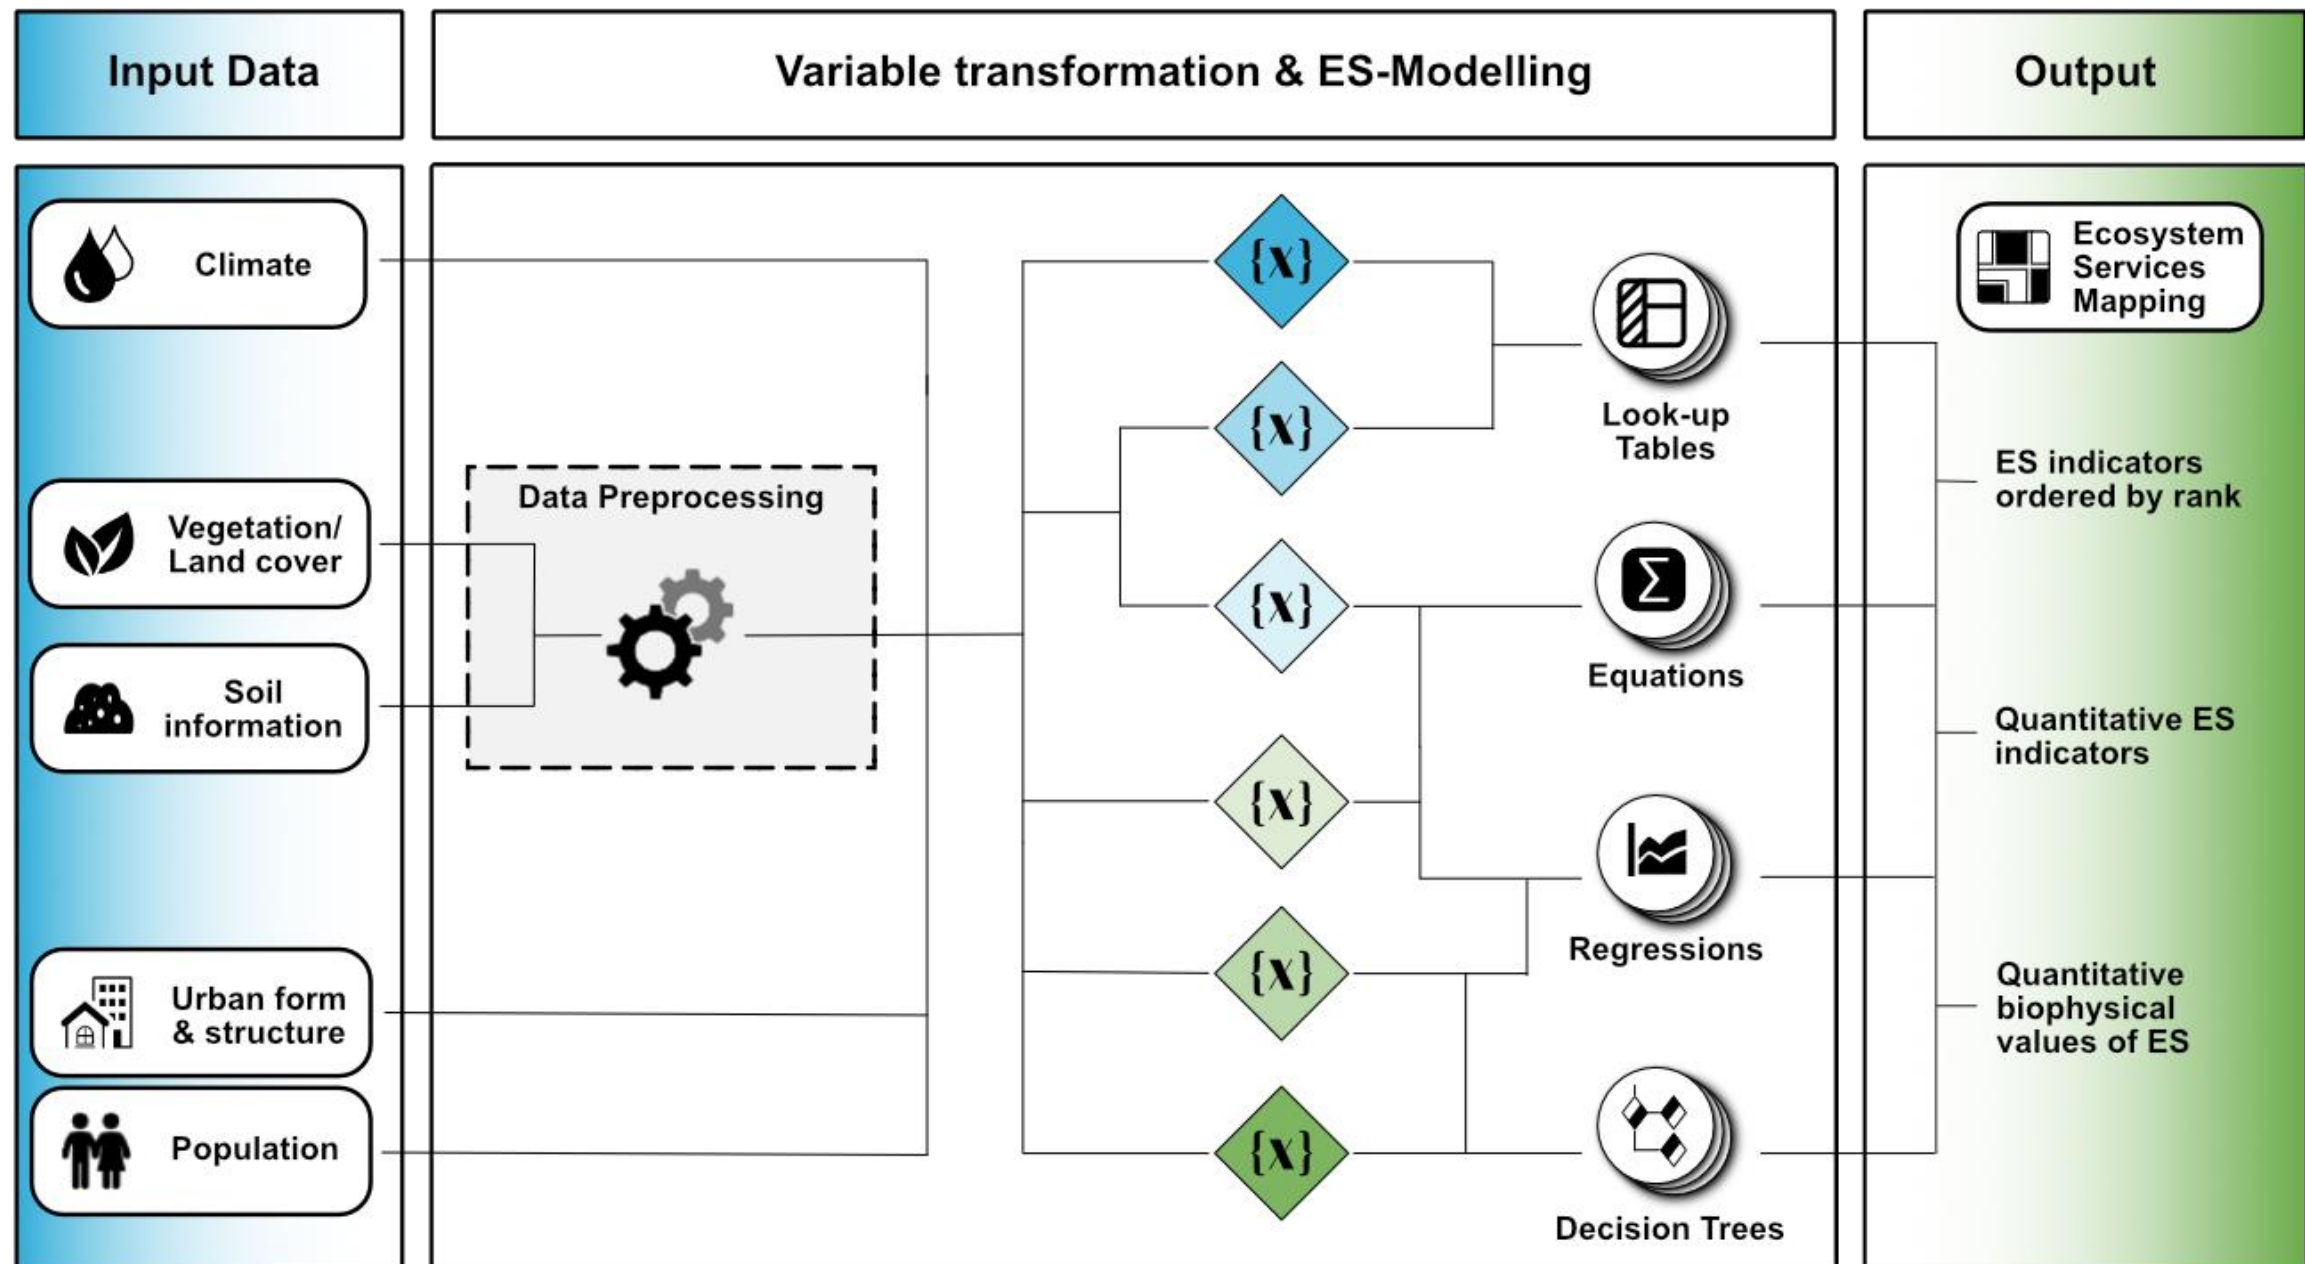 Input Data
Variable transformation & ES-Modelling
Output
Climate
Vegetation/
Land cover
Soil
information
Urban form
& structure
Population
Data Preprocessing
{x}
{x}
{x}
{x}
{x}
{x}
Look-up
Tables
Σ
Equations
Regressions
Decision Trees
Ecosystem
Services
Mapping
ES indicators
ordered by rank
Quantitative ES
indicators
Quantitative
biophysical
values of ES